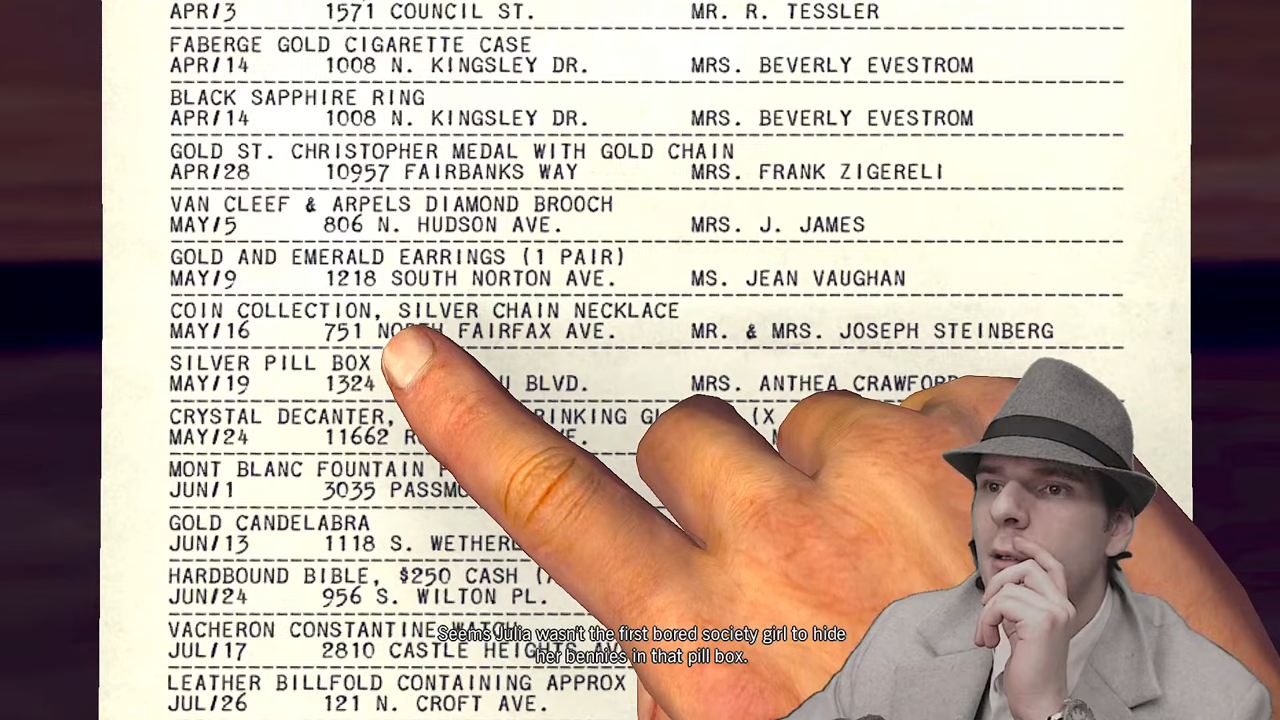 APR/3 1571 COUNCIL ST. MR. R. TESSLER
FABERGE GOLD CIGARETTE CASE
APR/14 1008 N. KINGSLEY DR. MRS. BEVERLY EVESTROM
BLACK SAPPHIRE RING
APR/14 1008 N. KINGSLEY DR. MRS. BEVERLY EVESTROM
GOLD ST. CHRISTOPHER MEDAL WITH GOLD CHAIN
APR/28 10957 FAIRBANKS WAY MRS. FRANK ZIGERELI
VAN CLEEF & ARPELS DIAMOND BROOCH
MAY/5 806 N. HUDSON AVE. MRS. J. JAMES
GOLD AND EMERALD EARRINGS (1 PAIR)
MAY/9 1218 SOUTH NORTON AVE. MS. JEAN VAUGHAN
COIN COLLECTION, SILVER CHAIN NECKLACE
MAY/16 751 NORTH FAIRFAX AVE. MR. & MRS. JOSEPH STEINBERG
SILVER PILL BOX
MAY/19 1324 BLVD. MRS. ANTHEA CRAWFORD
CRYSTAL DECANTER, (X
MAY/24 11662
MONT BLANC FOUNTAIN
JUN/1 3035
GOLD CANDELABRA
JUN/13 1118 S.
HARDBOUND BIBLE, $250 CASH
JUN/24 956 S. WILTON PL.
VACHERON CONSTANTINE WATCH
JUL/17 2810 CASTLE HEIGHTS
LEATHER BILLFOLD CONTAINING APPROX
JUL/26 121 N. CROFT AVE.
Seems Julia wasn't the first bored society girl to hide
her bennies in that pill box.